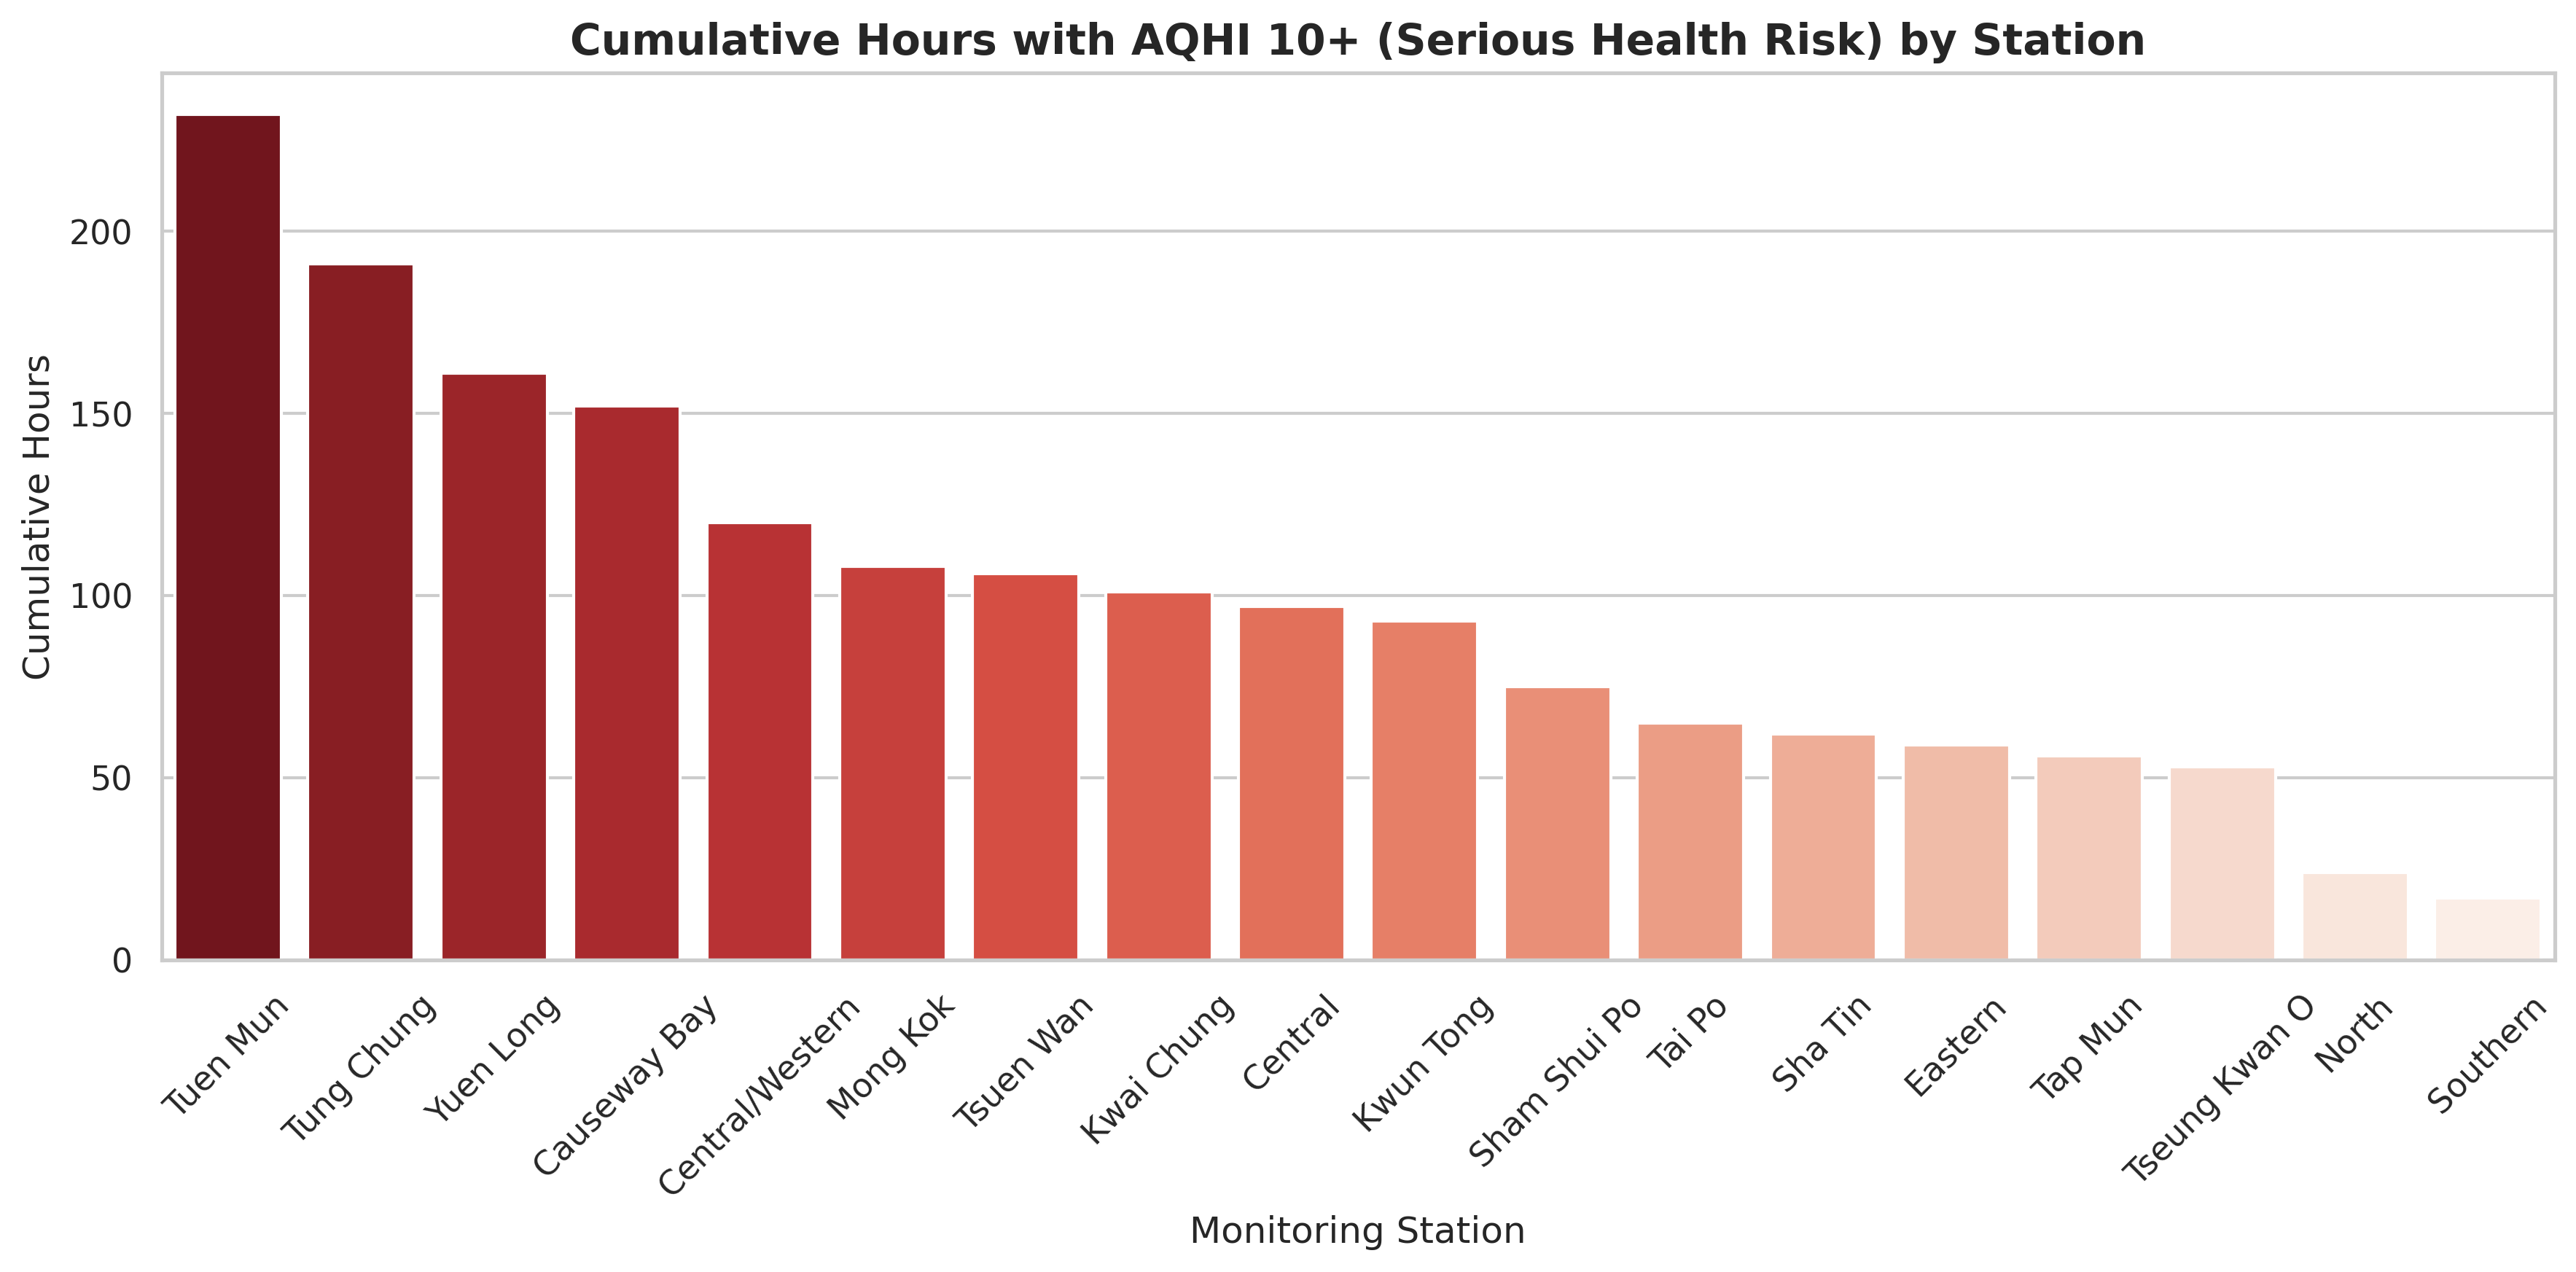 Cumulative Hours with AQHI 10+ (Serious Health Risk) by Station
Cumulative Hours
200
150
100
50
0
Tuen Mun
Tung Chung
Yuen Long
Causeway Bay
Central/Western
Mong Kok
Tsuen Wan
Kwai Chung
Central
Kwun Tong
Sham Shui Po
Tai Po
Sha Tin
Eastern
Tap Mun
Tseung Kwan O
North
Southern
Monitoring Station